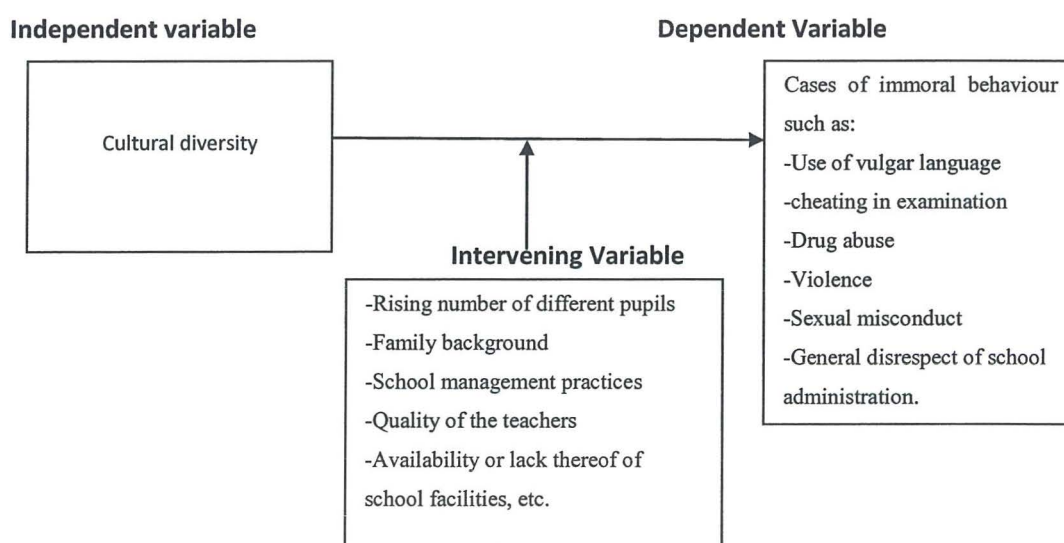 Independent variable
Dependent Variable
Cultural diversity
Cases of immoral behaviour
such as:
-Use of vulgar language
-cheating in examination
-Drug abuse
-Violence
-Sexual misconduct
-General disrespect of school
administration.
Intervening Variable
-Rising number of different pupils
-Family background
-School management practices
-Quality of the teachers
-Availability or lack thereof of
school facilities, etc.